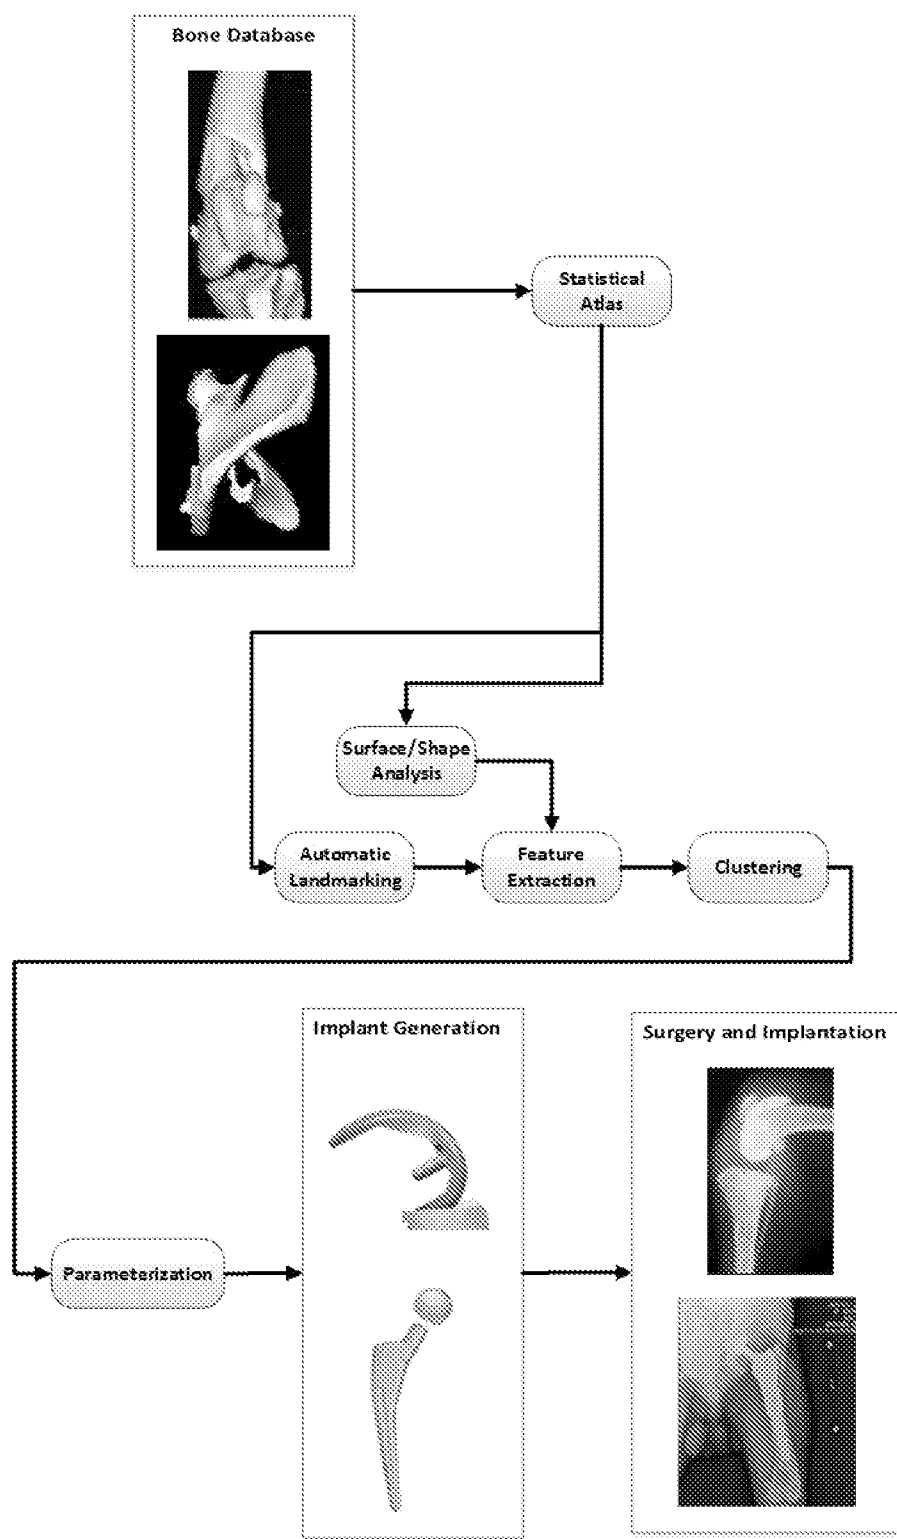 Bone Database
Statistical
Atlas
Surface/Shape
Analysis
Automatic
Landmarking
Feature
Extraction
Clustering
Implant Generation
Surgery and Implantation
Parameterization